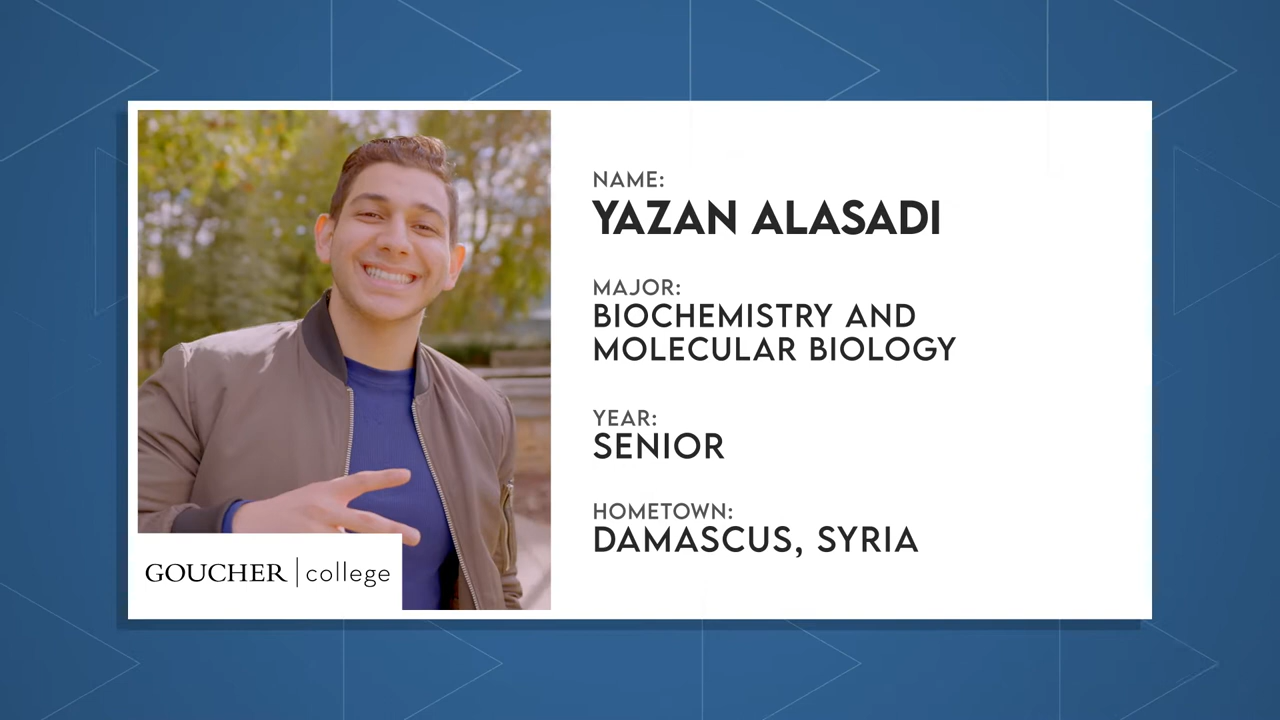 NAME:
YAZAN ALASADI
MAJOR:
BIOCHEMISTRY AND
MOLECULAR BIOLOGY
YEAR:
SENIOR
HOMETOWN:
DAMASCUS, SYRIA
GOUCHER | college